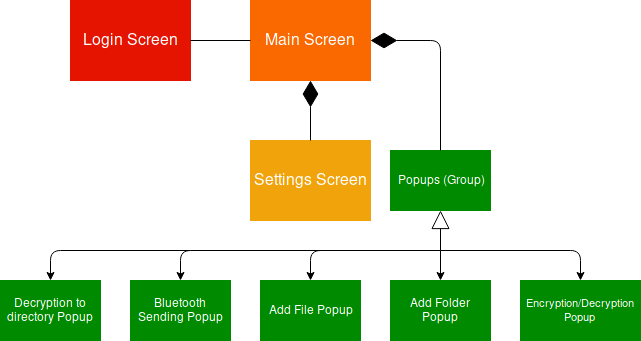 Login Screen
Main Screen
Settings Screen
Popups (Group)
Decryption to
directory Popup
Bluetooth
Sending Popup
Add File Popup
Add Folder
Popup
Encryption/Decryption
Popup